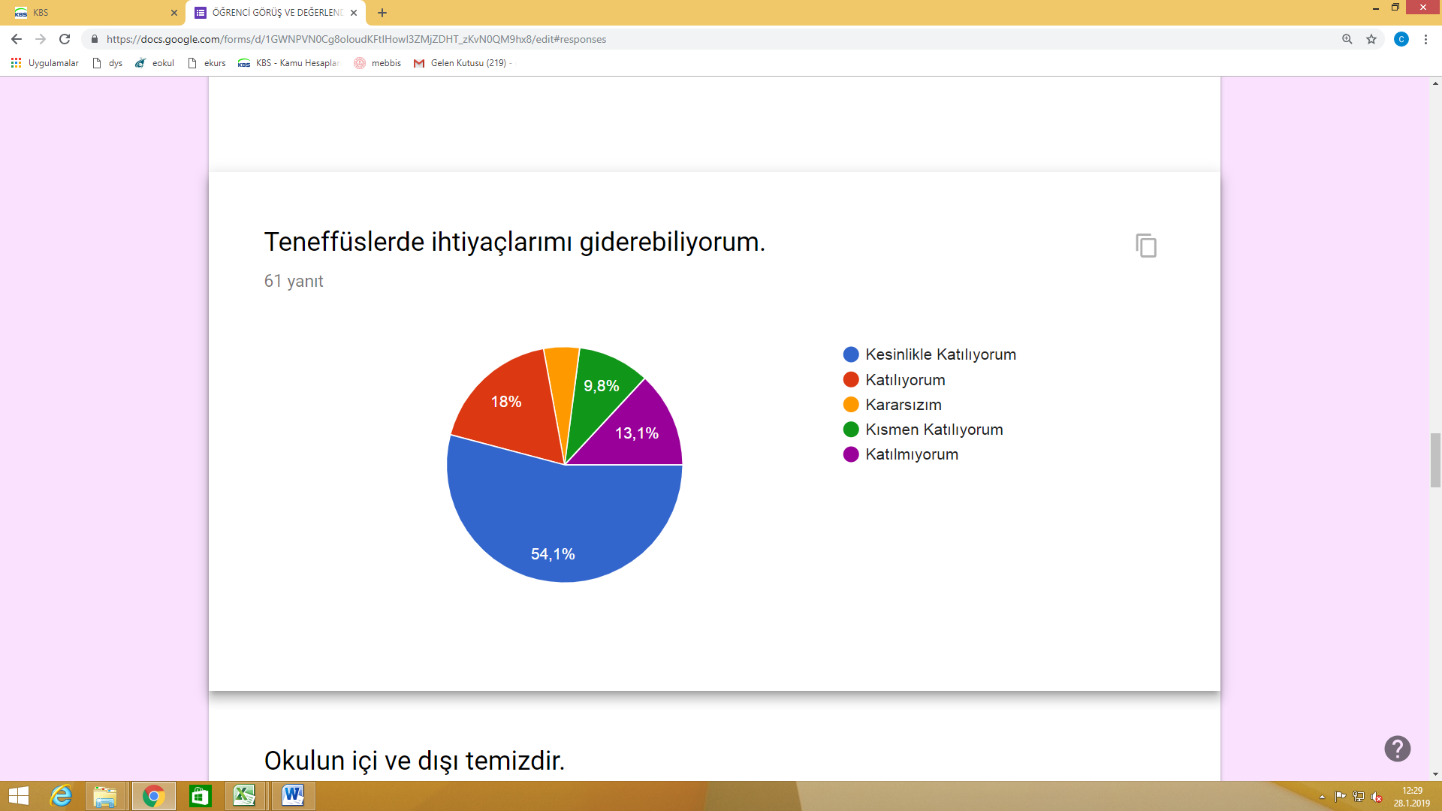 KBS
ÖĞRENCİ GÖRÜŞ VE DEĞERLEND
https://docs.google.com/forms/d/1GWNPVN0Cg8oloudKFtIHowI3ZMjZDHT_zKvN0QM9hx8/edit#responses
C
Uygulamalar dys eokul ekurs KBS - Kamu Hesaplar mebbis Gelen Kutusu (219) -
Teneffüslerde ihtiyaçlarımı giderebiliyorum.
61 yanıt
Kesinlikle Katılıyorum
Katılıyorum
Kararsızım
Kısmen Katılıyorum
Katılmıyorum
9,8%
18%
13,1%
54,1%
Okulun içi ve dışı temizdir.
12:29
28.1.2019